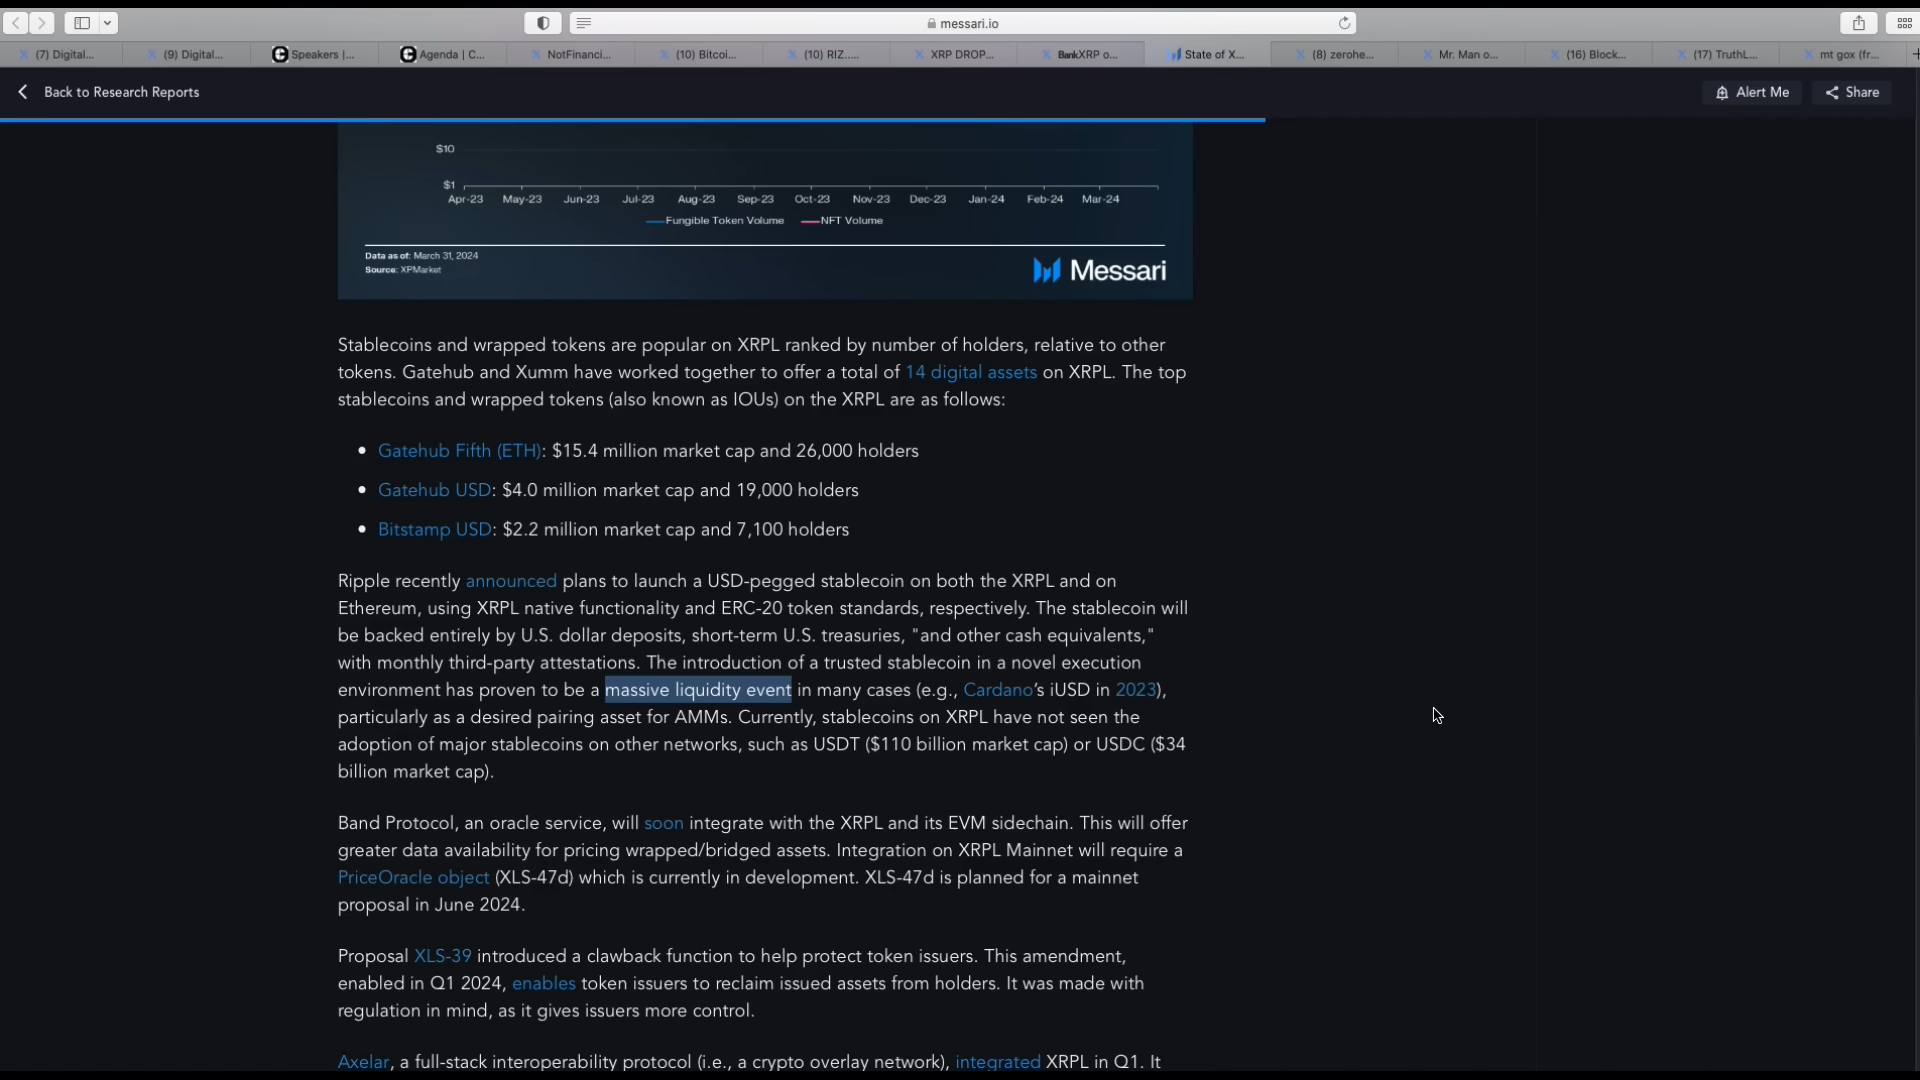 messari.io
(7) Digital...
(9) Digital...
Speakers |...
Agenda | C...
NotFinanci...
(10) Bitcoi...
(10) RIZ.....
XRP DROP...
BankXRP o...
State of X...
(8) zerohe...
Mr. Man o...
(16) Block...
(17) TruthL...
mt gox (fr...
Back to Research Reports
Alert Me
Share
$10
$1
Apr-23 May-23 Jun-23 Jul-23 Aug-23 Sep-23 Oct-23 Nov-23 Dec-23 Jan-24 Feb-24 Mar-24
Fungible Token Volume NFT Volume
Data as of: March 31, 2024
Source: XPMarket
Messari
Stablecoins and wrapped tokens are popular on XRPL ranked by number of holders, relative to other
tokens. Gatehub and Xumm have worked together to offer a total of 14 digital assets on XRPL. The top
stablecoins and wrapped tokens (also known as IOUs) on the XRPL are as follows:
• Gatehub Fifth (ETH): $15.4 million market cap and 26,000 holders
• Gatehub USD: $4.0 million market cap and 19,000 holders
• Bitstamp USD: $2.2 million market cap and 7,100 holders
Ripple recently announced plans to launch a USD-pegged stablecoin on both the XRPL and on
Ethereum, using XRPL native functionality and ERC-20 token standards, respectively. The stablecoin will
be backed entirely by U.S. dollar deposits, short-term U.S. treasuries, "and other cash equivalents,"
with monthly third-party attestations. The introduction of a trusted stablecoin in a novel execution
environment has proven to be a massive liquidity event in many cases (e.g., Cardano's iUSD in 2023),
particularly as a desired pairing asset for AMMs. Currently, stablecoins on XRPL have not seen the
adoption of major stablecoins on other networks, such as USDT ($110 billion market cap) or USDC ($34
billion market cap).
Band Protocol, an oracle service, will soon integrate with the XRPL and its EVM sidechain. This will offer
greater data availability for pricing wrapped/bridged assets. Integration on XRPL Mainnet will require a
PriceOracle object (XLS-47d) which is currently in development. XLS-47d is planned for a mainnet
proposal in June 2024.
Proposal XLS-39 introduced a clawback function to help protect token issuers. This amendment,
enabled in Q1 2024, enables token issuers to reclaim issued assets from holders. It was made with
regulation in mind, as it gives issuers more control.
Axelar, a full-stack interoperability protocol (i.e., a crypto overlay network), integrated XRPL in Q1. It